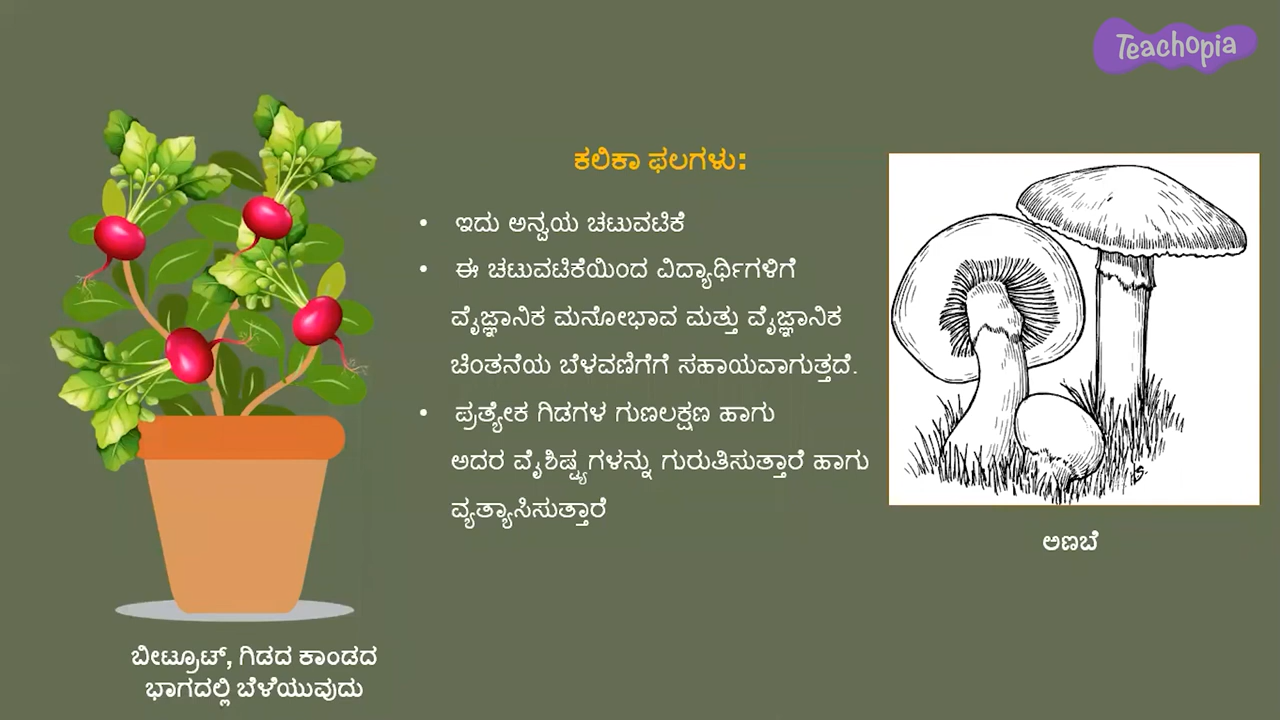 Teachopia
ಕಲಿಕಾ ಫಲಗಳು:
• ಇದು ಅನ್ವಯ ಚಟುವಟಿಕೆ
• ಈ ಚಟುವಟಿಕೆಯಿಂದ ವಿದ್ಯಾರ್ಥಿಗಳಿಗೆ
ವೈಜ್ಞಾನಿಕ ಮನೋಭಾವ ಮತ್ತು ವೈಜ್ಞಾನಿಕ
ಚಿಂತನೆಯ ಬೆಳವಣಿಗೆಗೆ ಸಹಾಯವಾಗುತ್ತದೆ.
• ಪ್ರತ್ಯೇಕ ಗಿಡಗಳ ಗುಣಲಕ್ಷಣ ಹಾಗು
ಅದರ ವೈಶಿಷ್ಟ್ಯಗಳನ್ನು ಗುರುತಿಸುತ್ತಾರೆ ಹಾಗು
ವ್ಯತ್ಯಾಸಿಸುತ್ತಾರೆ
ಅಣಬೆ
ಬೀಟ್ರೂಟ್, ಗಿಡದ ಕಾಂಡದ
ಭಾಗದಲ್ಲಿ ಬೆಳೆಯುವುದು